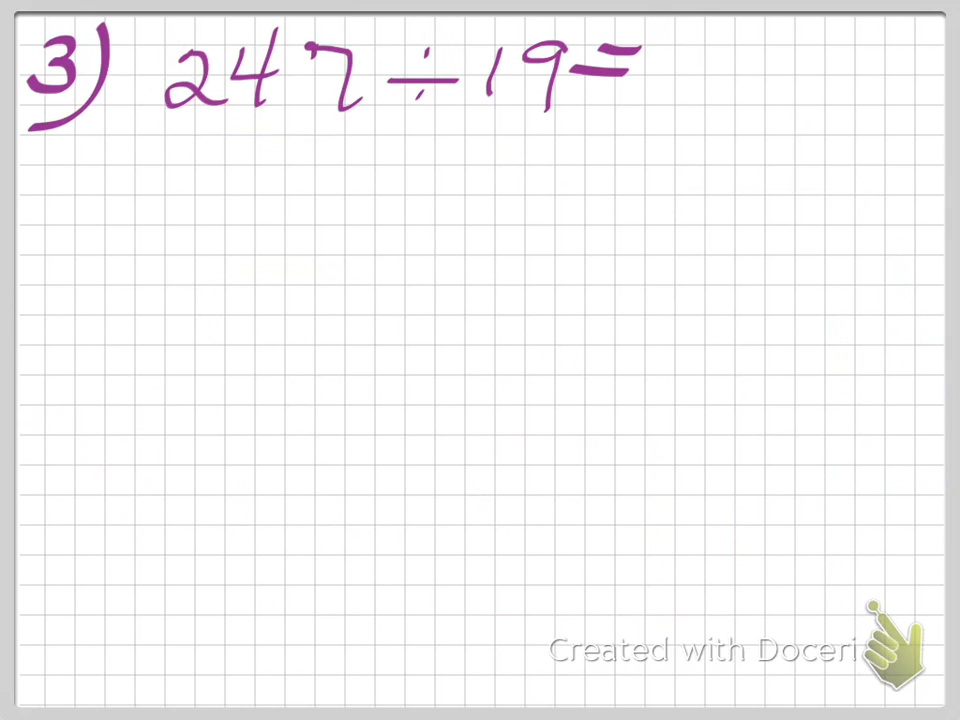 3) 247 ÷ 19 =
Created with Doceri